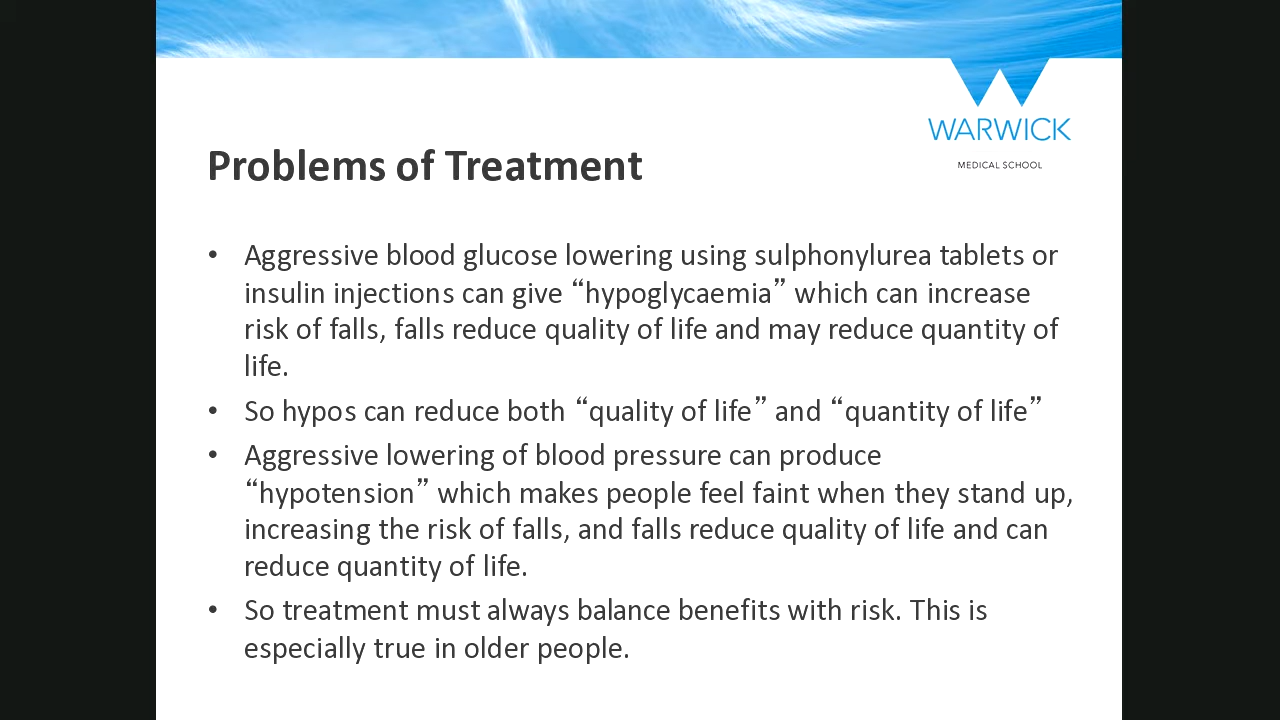 WARWICK
MEDICAL SCHOOL
Problems of Treatment
• Aggressive blood glucose lowering using sulphonylurea tablets or
insulin injections can give “hypoglycaemia” which can increase
risk of falls, falls reduce quality of life and may reduce quantity of
life.
• So hypos can reduce both “quality of life” and “quantity of life”
• Aggressive lowering of blood pressure can produce
“hypotension” which makes people feel faint when they stand up,
increasing the risk of falls, and falls reduce quality of life and can
reduce quantity of life.
• So treatment must always balance benefits with risk. This is
especially true in older people.